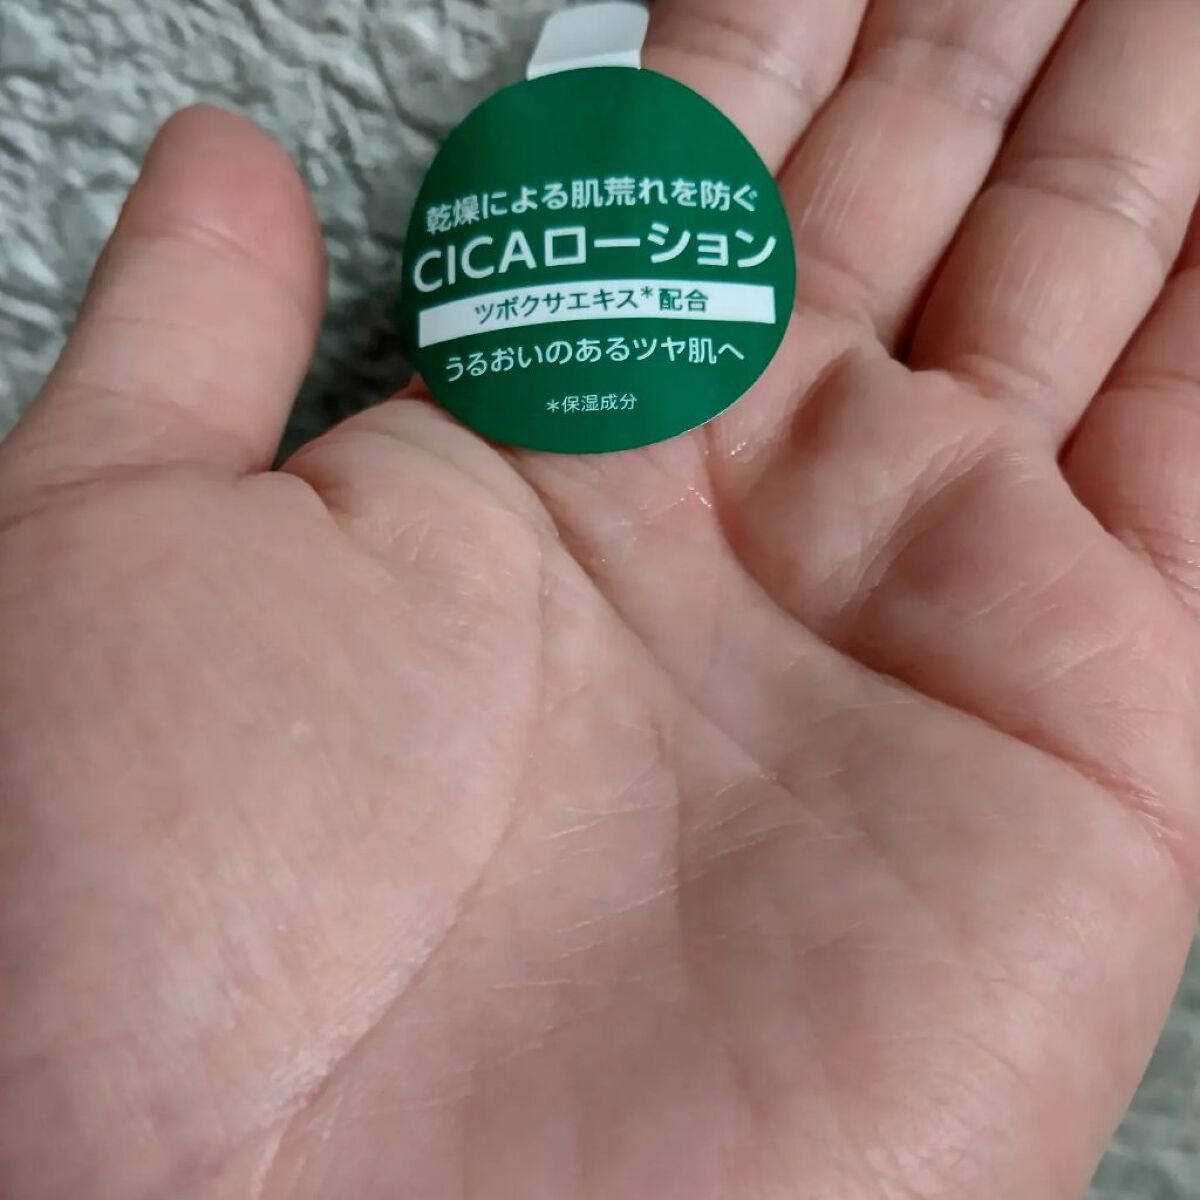 乾燥による肌荒れを防ぐ
CICAローション
ツボクサエキス*配合
うるおいのあるツヤ肌へ
*保湿成分